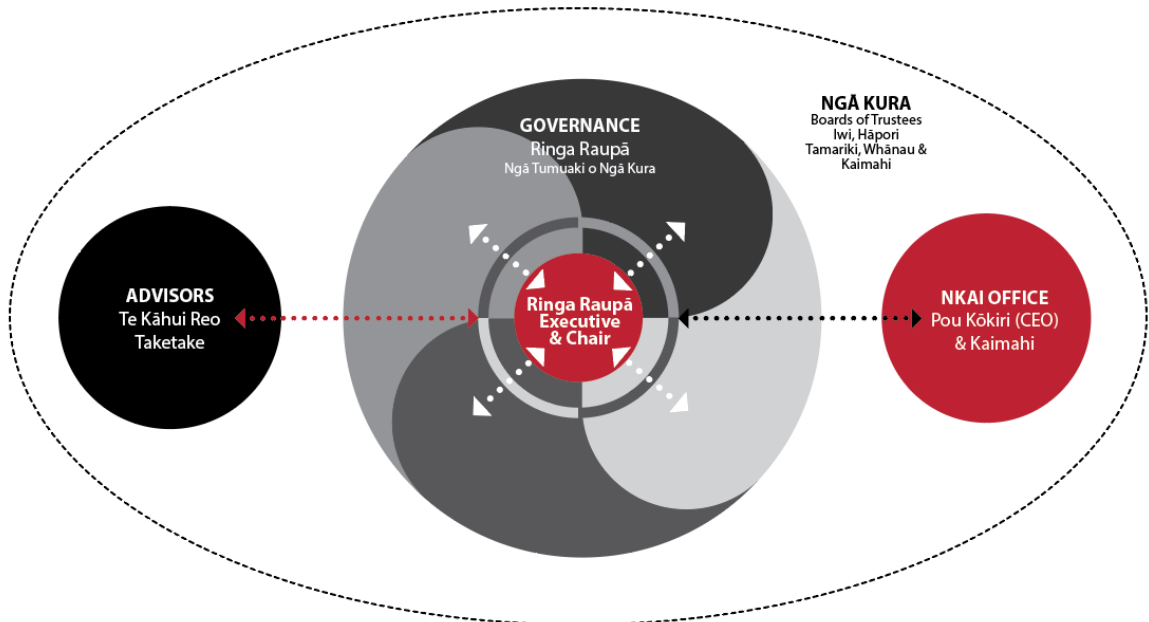 GOVERNANCE
Ringa Raupā
Ngā Tumuaki o Ngā Kura
NGĀ KURA
Boards of Trustees
Iwi, Hāpori
Tamariki, Whānau &
Kaimahi
ADVISORS
Te Kāhui Reo
Taketake
Ringa Raupā
Executive
& Chair
NKAI OFFICE
Pou Kōkiri (CEO)
& Kaimahi